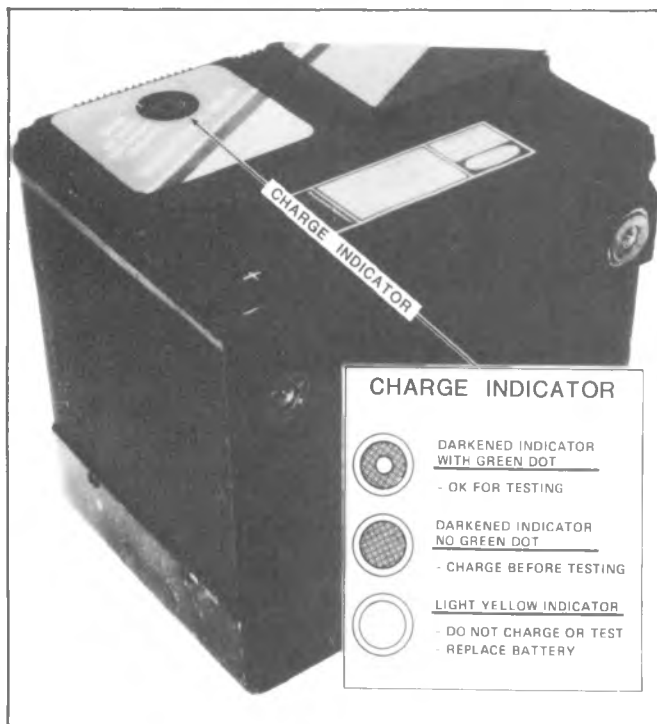 CHARGE INDICATOR
+
-
CHARGE INDICATOR
DARKENED INDICATOR
WITH GREEN DOT
- OK FOR TESTING
DARKENED INDICATOR
NO GREEN DOT
- CHARGE BEFORE TESTING
LIGHT YELLOW INDICATOR
- DO NOT CHARGE OR TEST
- REPLACE BATTERY